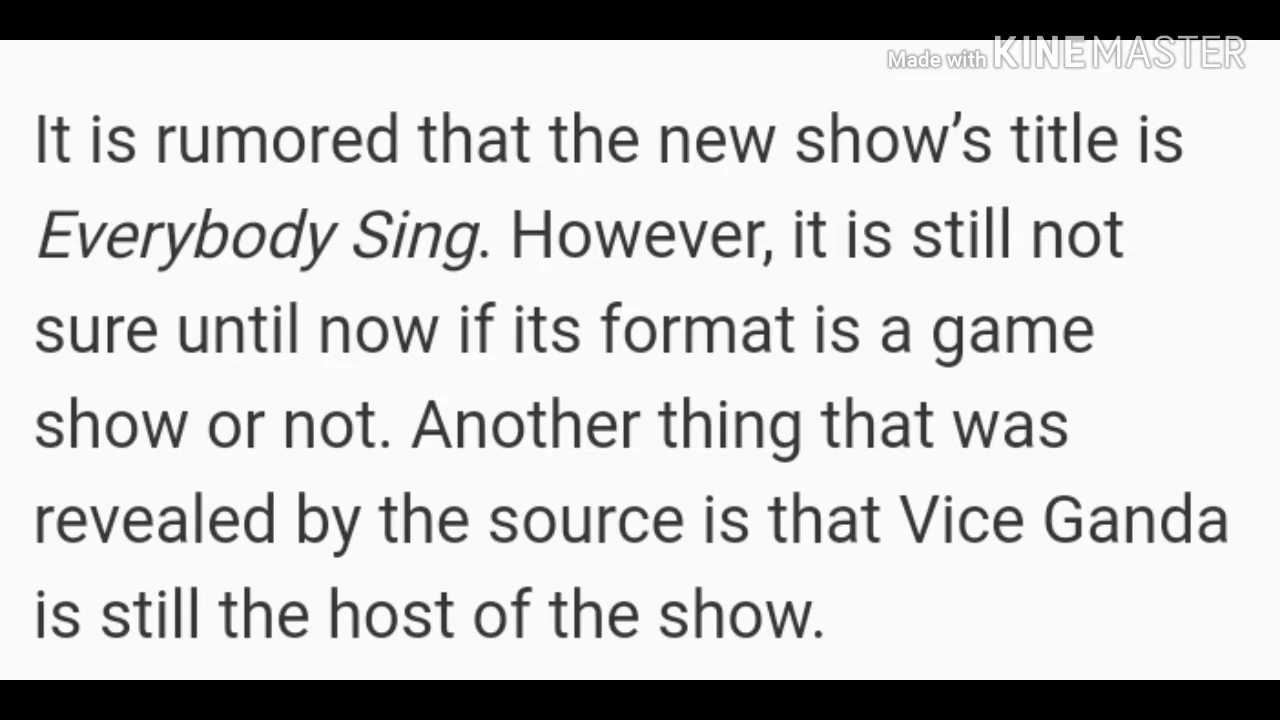 Made with KINEMASTER
It is rumored that the new show’s title is
Everybody Sing. However, it is still not
sure until now if its format is a game
show or not. Another thing that was
revealed by the source is that Vice Ganda
is still the host of the show.